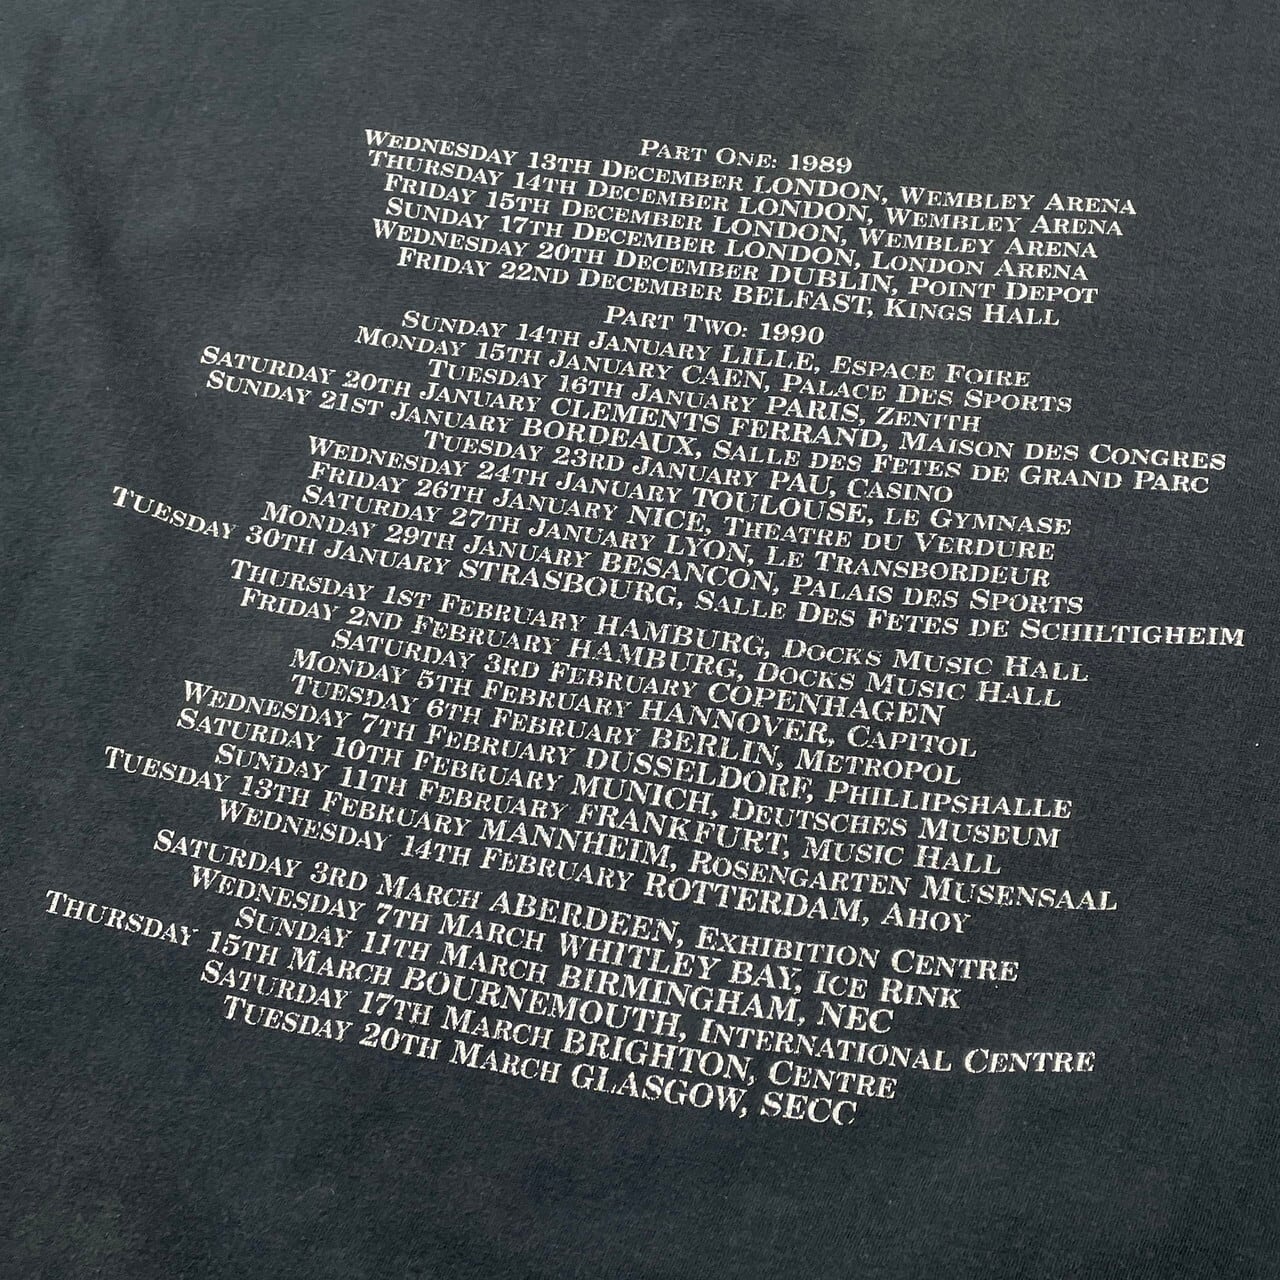 PART ONE: 1989
WEDNESDAY 13TH DECEMBER LONDON, WEMBLEY ARENA
THURSDAY 14TH DECEMBER LONDON, WEMBLEY ARENA
FRIDAY 15TH DECEMBER LONDON, WEMBLEY ARENA
SUNDAY 17TH DECEMBER LONDON, LONDON ARENA
WEDNESDAY 20TH DECEMBER DUBLIN, POINT DEPOT
FRIDAY 22ND DECEMBER BELFAST, KINGS HALL
PART TWO: 1990
SUNDAY 14TH JANUARY LILLE, ESPACE FOIRE
MONDAY 15TH JANUARY CAEN, PALACE DES SPORTS
TUESDAY 16TH JANUARY PARIS, ZENITH
SATURDAY 20TH JANUARY CLEMENTS FERRAND, MAISON DES CONGRES
SUNDAY 21ST JANUARY BORDEAUX, SALLE DES FETES DE GRAND PARC
TUESDAY 23RD JANUARY PAU, CASINO
WEDNESDAY 24TH JANUARY TOULOUSE, LE GYMNASE
FRIDAY 26TH JANUARY NICE, THEATRE DU VERDURE
SATURDAY 27TH JANUARY LYON, LE TRANSBORDEUR
MONDAY 29TH JANUARY BESANCON, PALAIS DES SPORTS
TUESDAY 30TH JANUARY STRASBOURG, SALLE DES FETES DE SCHILTIGHEIM
THURSDAY 1ST FEBRUARY HAMBURG, DOCKS MUSIC HALL
FRIDAY 2ND FEBRUARY HAMBURG, DOCKS MUSIC HALL
SATURDAY 3RD FEBRUARY COPENHAGEN
MONDAY 5TH FEBRUARY HANNOVER, CAPITOL
TUESDAY 6TH FEBRUARY BERLIN, METROPOL
WEDNESDAY 7TH FEBRUARY DUSSELDORF, PHILLIPSHALLE
SATURDAY 10TH FEBRUARY MUNICH, DEUTSCHES MUSEUM
SUNDAY 11TH FEBRUARY FRANKFURT, MUSIC HALL
TUESDAY 13TH FEBRUARY MANNHEIM, ROSENGARTEN MUSENSAAL
WEDNESDAY 14TH FEBRUARY ROTTERDAM, AHOY
SATURDAY 3RD MARCH ABERDEEN, EXHIBITION CENTRE
WEDNESDAY 7TH MARCH WHITLEY BAY, ICE RINK
SUNDAY 11TH MARCH BIRMINGHAM, NEC
THURSDAY 15TH MARCH BOURNEMOUTH, INTERNATIONAL CENTRE
SATURDAY 17TH MARCH BRIGHTON, CENTRE
TUESDAY 20TH MARCH GLASGOW, SECC